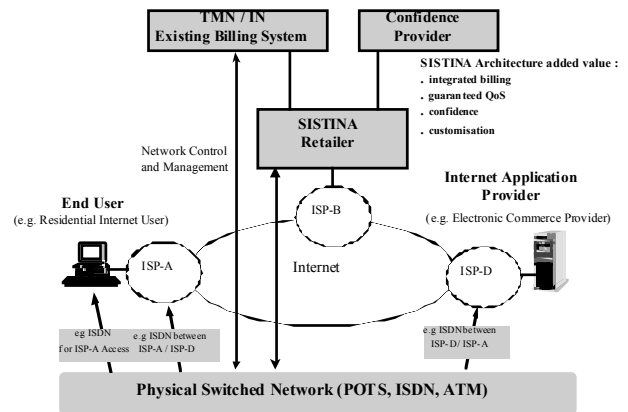 TMN / IN
Existing Billing System
Confidence
Provider
SISTINA Architecture added value :
. integrated billing
. guaranteed QoS
. confidence
. customisation
SISTINA
Retailer
Network Control
and Management
End User
(e.g. Residential Internet User)
Internet Application
Provider
(e.g. Electronic Commerce Provider)
ISP-B
ISP-A
Internet
ISP-D
eg ISDN
for ISP-A Access
e.g ISDN between
ISP-A / ISP-D
e.g ISDN between
ISP-D/ ISP-A
Physical Switched Network (POTS, ISDN, ATM)